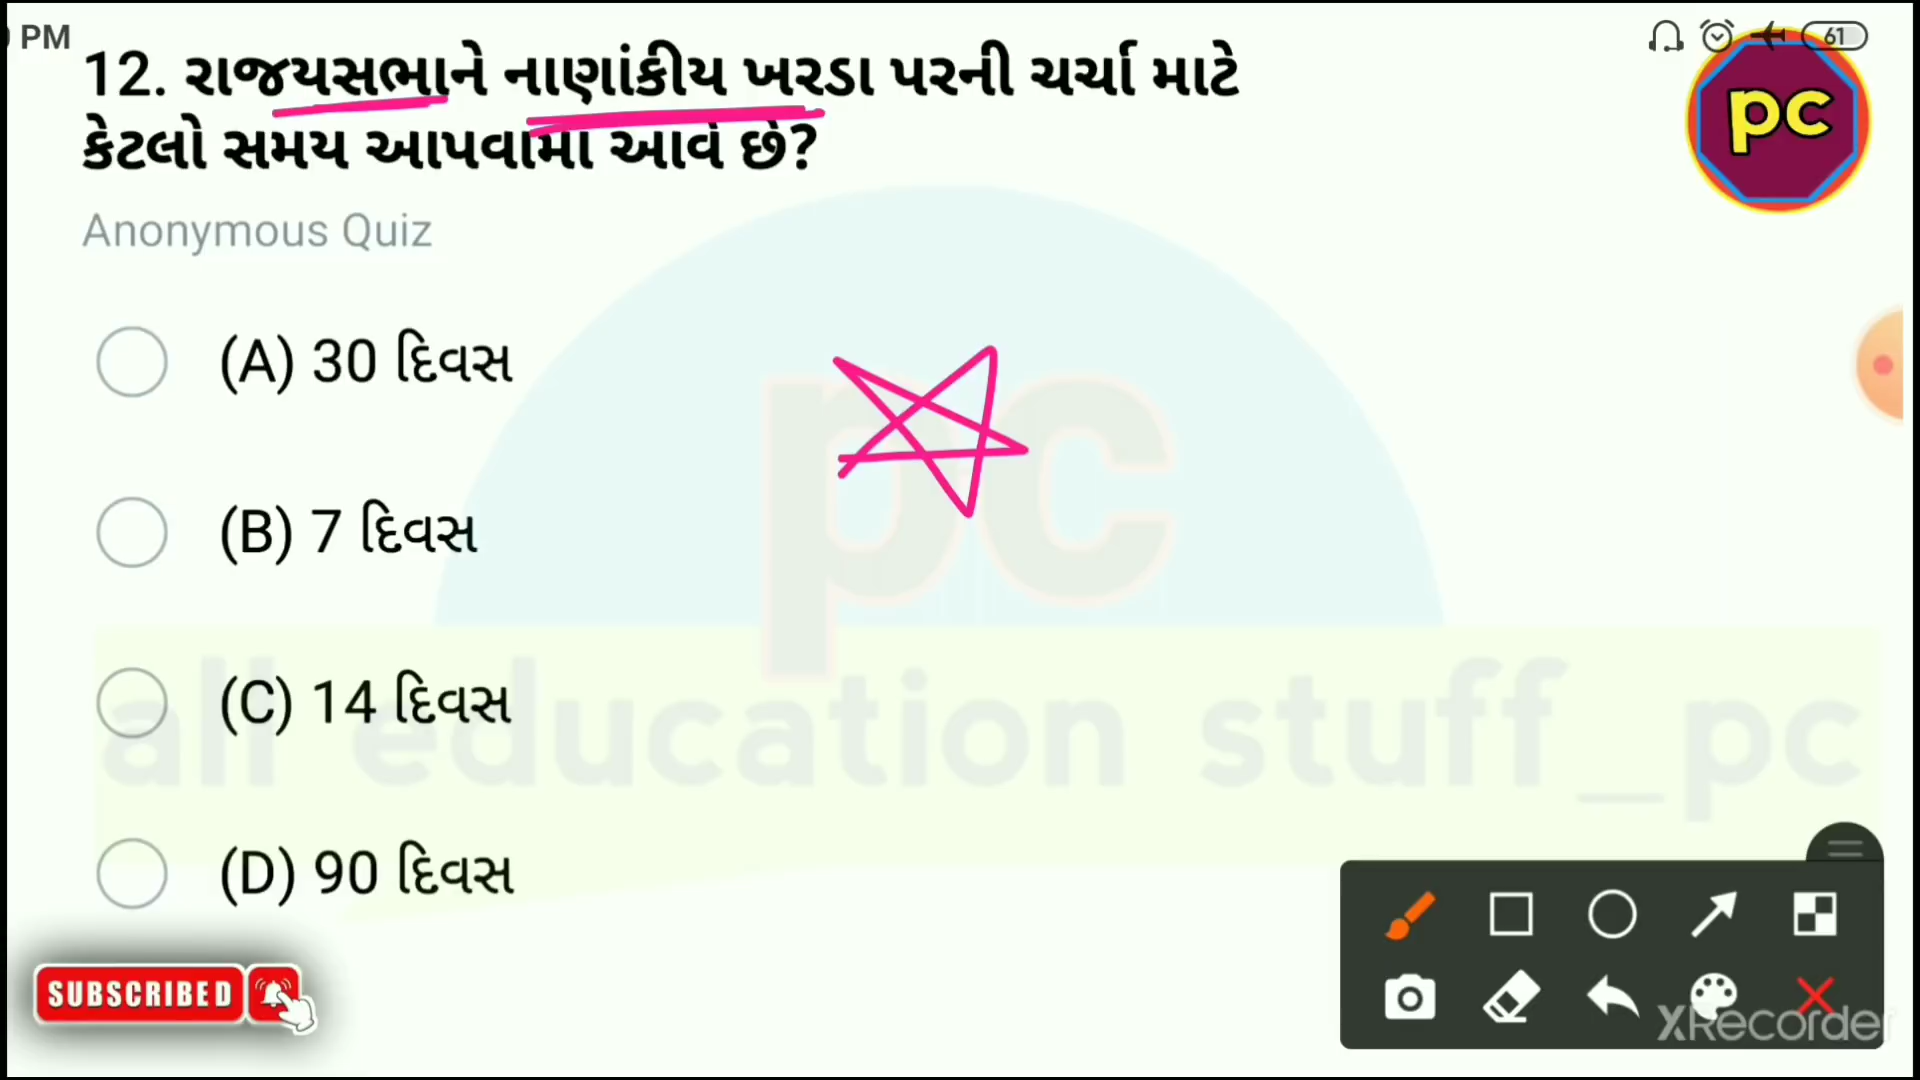 PM
61
12. રાજયસભાને નાણાંકીય ખરડા પરની ચર્ચા માટે
કેટલો સમય આપવામાં આવે છે?
pc
Anonymous Quiz
(A) 30 દિવસ
(B) 7 દિવસ
(C) 14 દિવસ
(D) 90 દિવસ
pc
all education stuff_pc
SUBSCRIBED
XRecorder